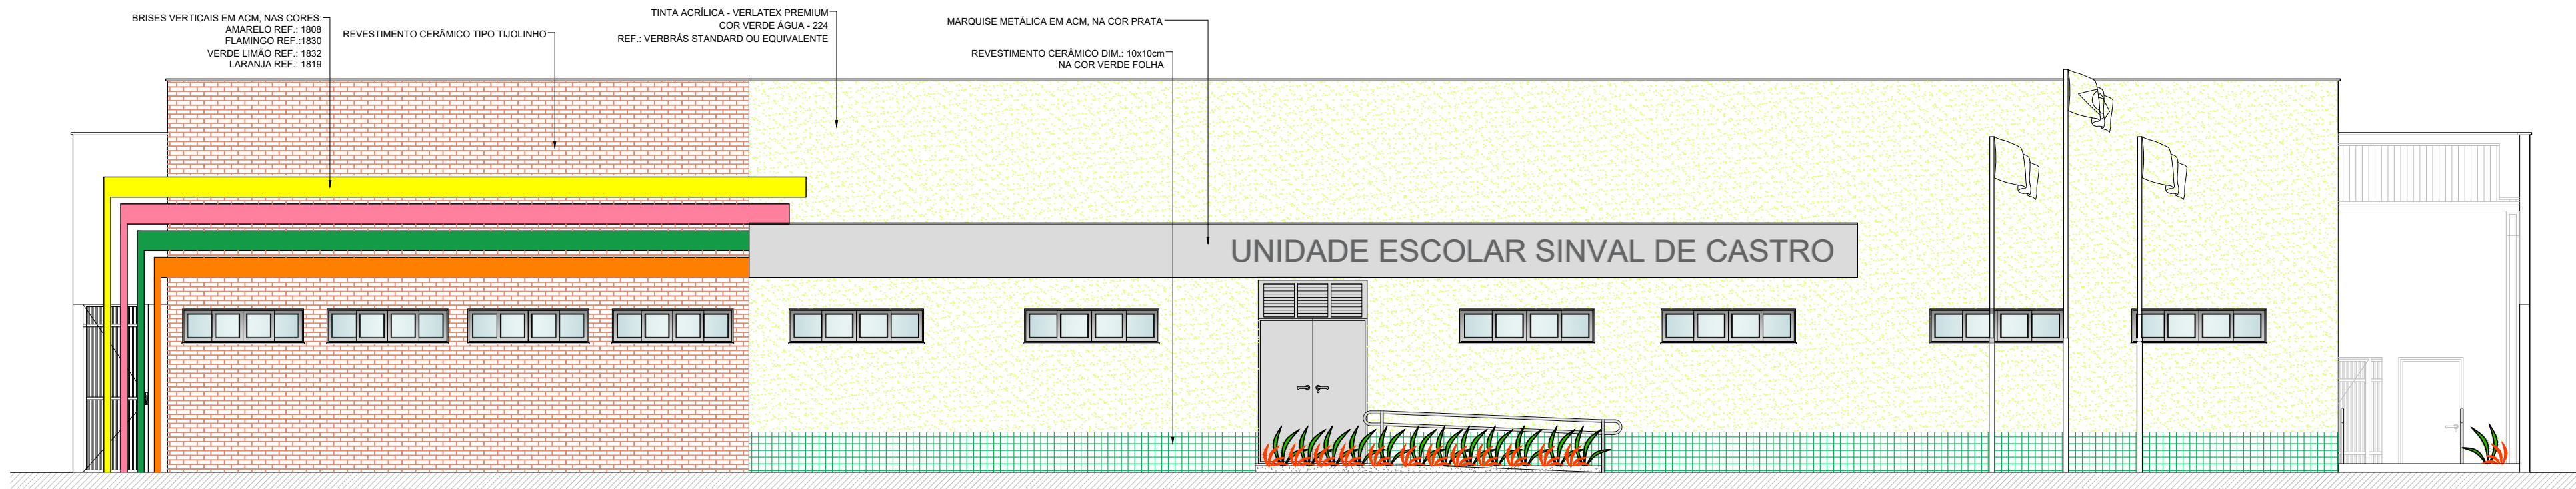 BRISES VERTICAIS EM ACM, NAS CORES:
AMARELO REF.: 1808
FLAMINGO REF.:1830
VERDE LIMÃO REF.: 1832
LARANJA REF.: 1819
REVESTIMENTO CERÂMICO TIPO TIJOLINHO
TINTA ACRÍLICA - VERLATEX PREMIUM
COR VERDE ÁGUA - 224
REF.: VERBRÁS STANDARD OU EQUIVALENTE
MARQUISE METÁLICA EM ACM, NA COR PRATA
REVESTIMENTO CERÂMICO DIM.: 10x10cm
NA COR VERDE FOLHA
UNIDADE ESCOLAR SINVAL DE CASTRO